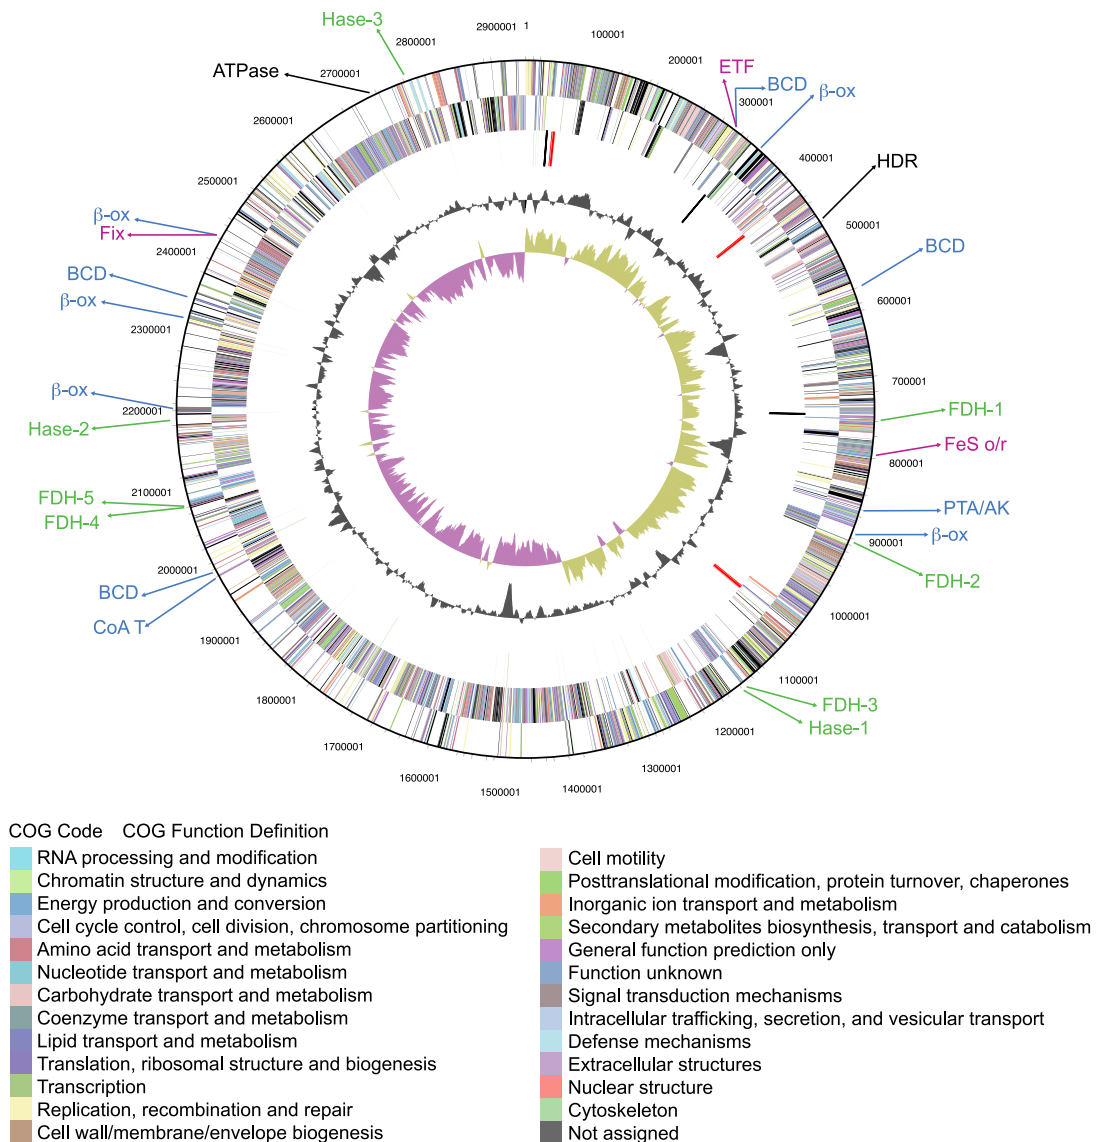 Hase-3
2900001
1
2800001
100001
ATPase
2700001
200001
ETF
BCD
300001
β-ox
2600001
400001
HDR
2500001
500001
β-ox
Fix
2400001
BCD
BCD
600001
β-ox
2300001
700001
β-ox
2200001
FDH-1
Hase-2
FeS o/r
800001
2100001
FDH-5
FDH-4
PTA/AK
β-ox
900001
2000001
FDH-2
BCD
1000001
CoA T
1900001
1100001
1800001
FDH-3
Hase-1
1200001
1700001
1300001
1600001
1500001
1400001
COG Code COG Function Definition
RNA processing and modification
Chromatin structure and dynamics
Energy production and conversion
Cell cycle control, cell division, chromosome partitioning
Amino acid transport and metabolism
Nucleotide transport and metabolism
Carbohydrate transport and metabolism
Coenzyme transport and metabolism
Lipid transport and metabolism
Translation, ribosomal structure and biogenesis
Transcription
Replication, recombination and repair
Cell wall/membrane/envelope biogenesis
Cell motility
Posttranslational modification, protein turnover, chaperones
Inorganic ion transport and metabolism
Secondary metabolites biosynthesis, transport and catabolism
General function prediction only
Function unknown
Signal transduction mechanisms
Intracellular trafficking, secretion, and vesicular transport
Defense mechanisms
Extracellular structures
Nuclear structure
Cytoskeleton
Not assigned